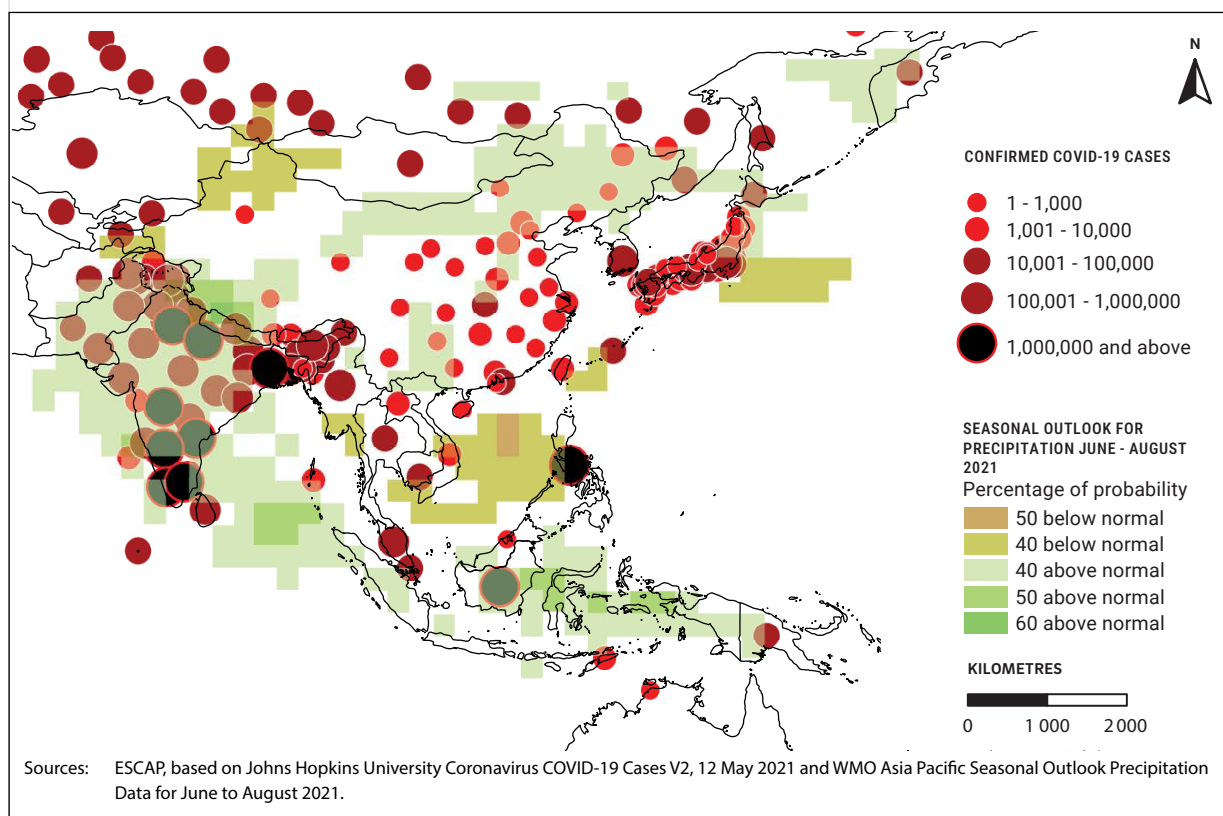 N
CONFIRMED COVID-19 CASES
1 - 1,000
1,001 - 10,000
10,001 - 100,000
100,001 - 1,000,000
1,000,000 and above
SEASONAL OUTLOOK FOR
PRECIPITATION JUNE - AUGUST
2021
Percentage of probability
50 below normal
40 below normal
40 above normal
50 above normal
60 above normal
KILOMETRES
0 1 000 2 000
Sources: ESCAP, based on Johns Hopkins University Coronavirus COVID-19 Cases V2, 12 May 2021 and WMO Asia Pacific Seasonal Outlook Precipitation
Data for June to August 2021.